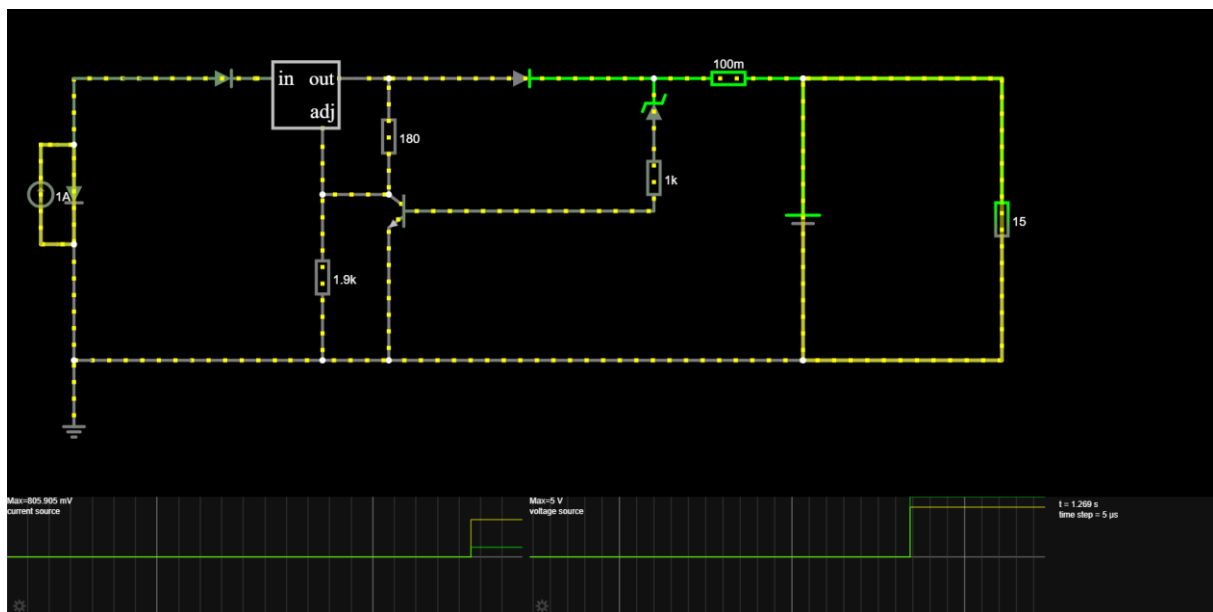 100m
in out
adj
180
1k
1A
15
1.9k
Max=805.905 mV
current source
Max=5 V
voltage source
t = 1.269 s
time step = 5 µs